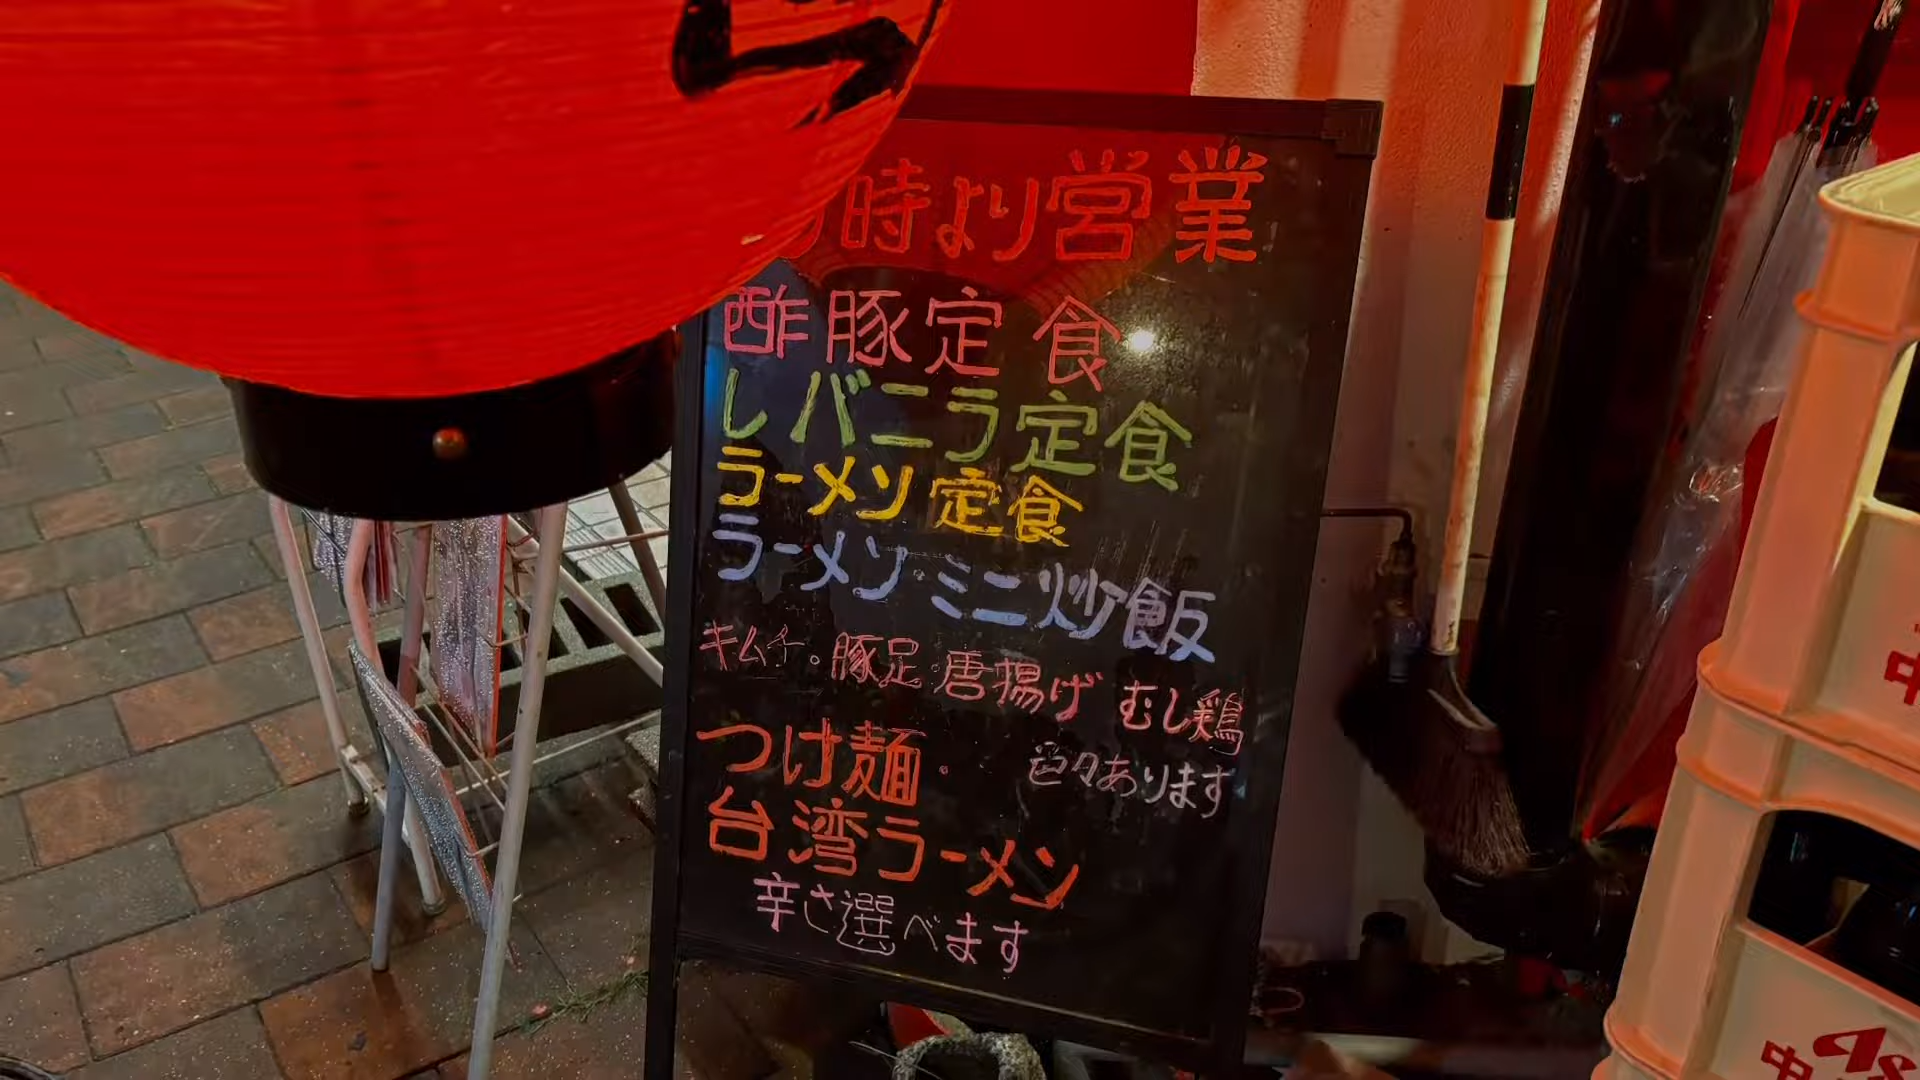 時より営業
酢豚定食
レバニラ定食
ラーメン定食
ラーメン・ミニ炒飯
キムチ。豚足・唐揚げ むし鶏
つけ麺・ 色々あります
台湾ラーメン
辛さ選べます